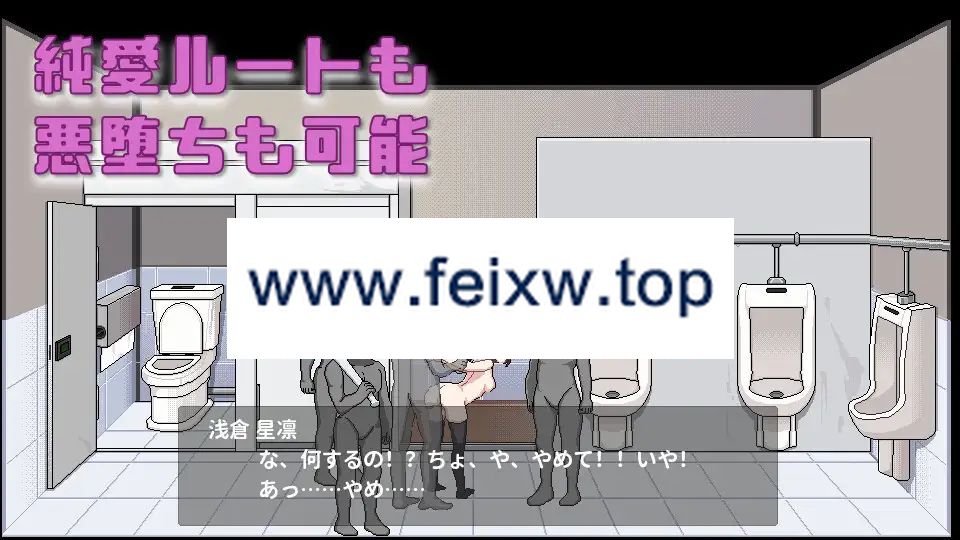 純愛ルートも
悪堕ちも可能
www.feixw.top
浅倉 星凛
な、何するの！？ちょ、や、やめて！！いや！
あっ……やめ……